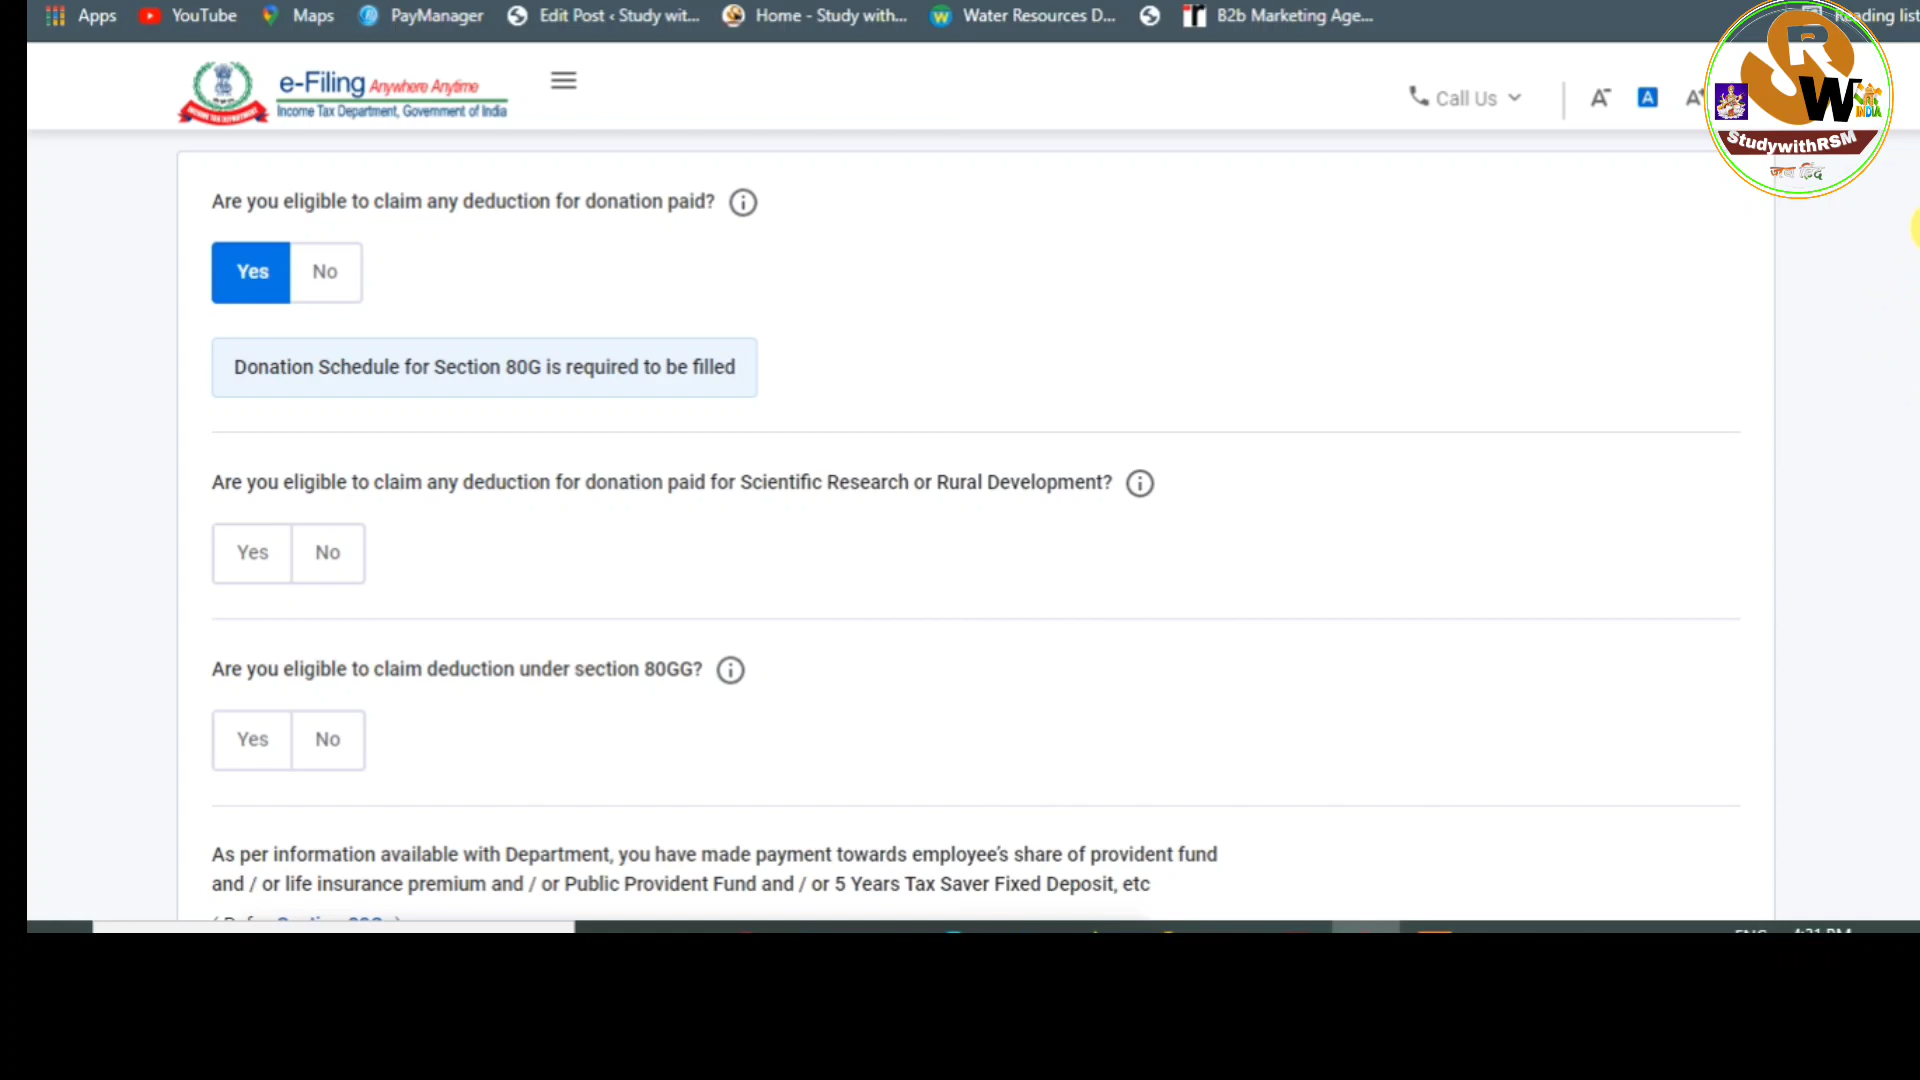 Apps YouTube Maps PayManager Edit Post ‹ Study wit... Home - Study with... Water Resources D... B2b Marketing Age... Reading list
e-Filing Anywhere Anytime
Income Tax Department, Government of India
Call Us
A A A
RW
INDIA
StudywithRSM
जय हिंद
Are you eligible to claim any deduction for donation paid?
Yes No
Donation Schedule for Section 80G is required to be filled
Are you eligible to claim any deduction for donation paid for Scientific Research or Rural Development?
Yes No
Are you eligible to claim deduction under section 80GG?
Yes No
As per information available with Department, you have made payment towards employee's share of provident fund
and / or life insurance premium and / or Public Provident Fund and / or 5 Years Tax Saver Fixed Deposit, etc